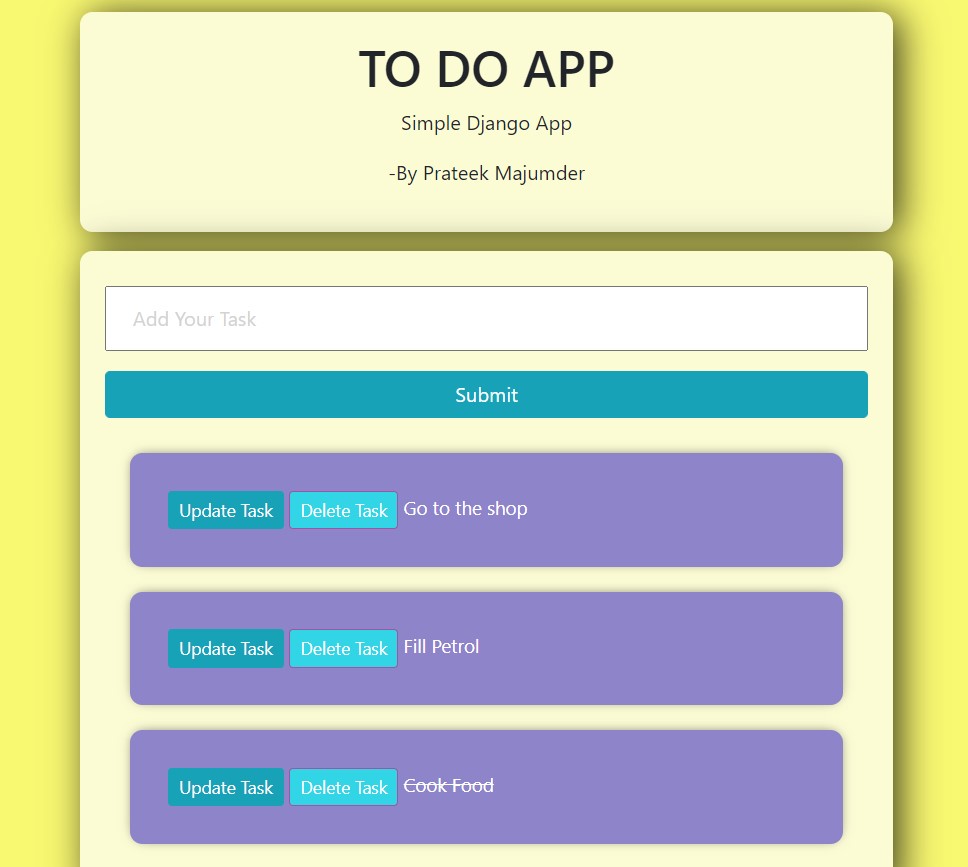 TO DO APP
Simple Django App
-By Prateek Majumder
Add Your Task
Submit
Update Task Delete Task Go to the shop
Update Task Delete Task Fill Petrol
Update Task Delete Task Cook Food